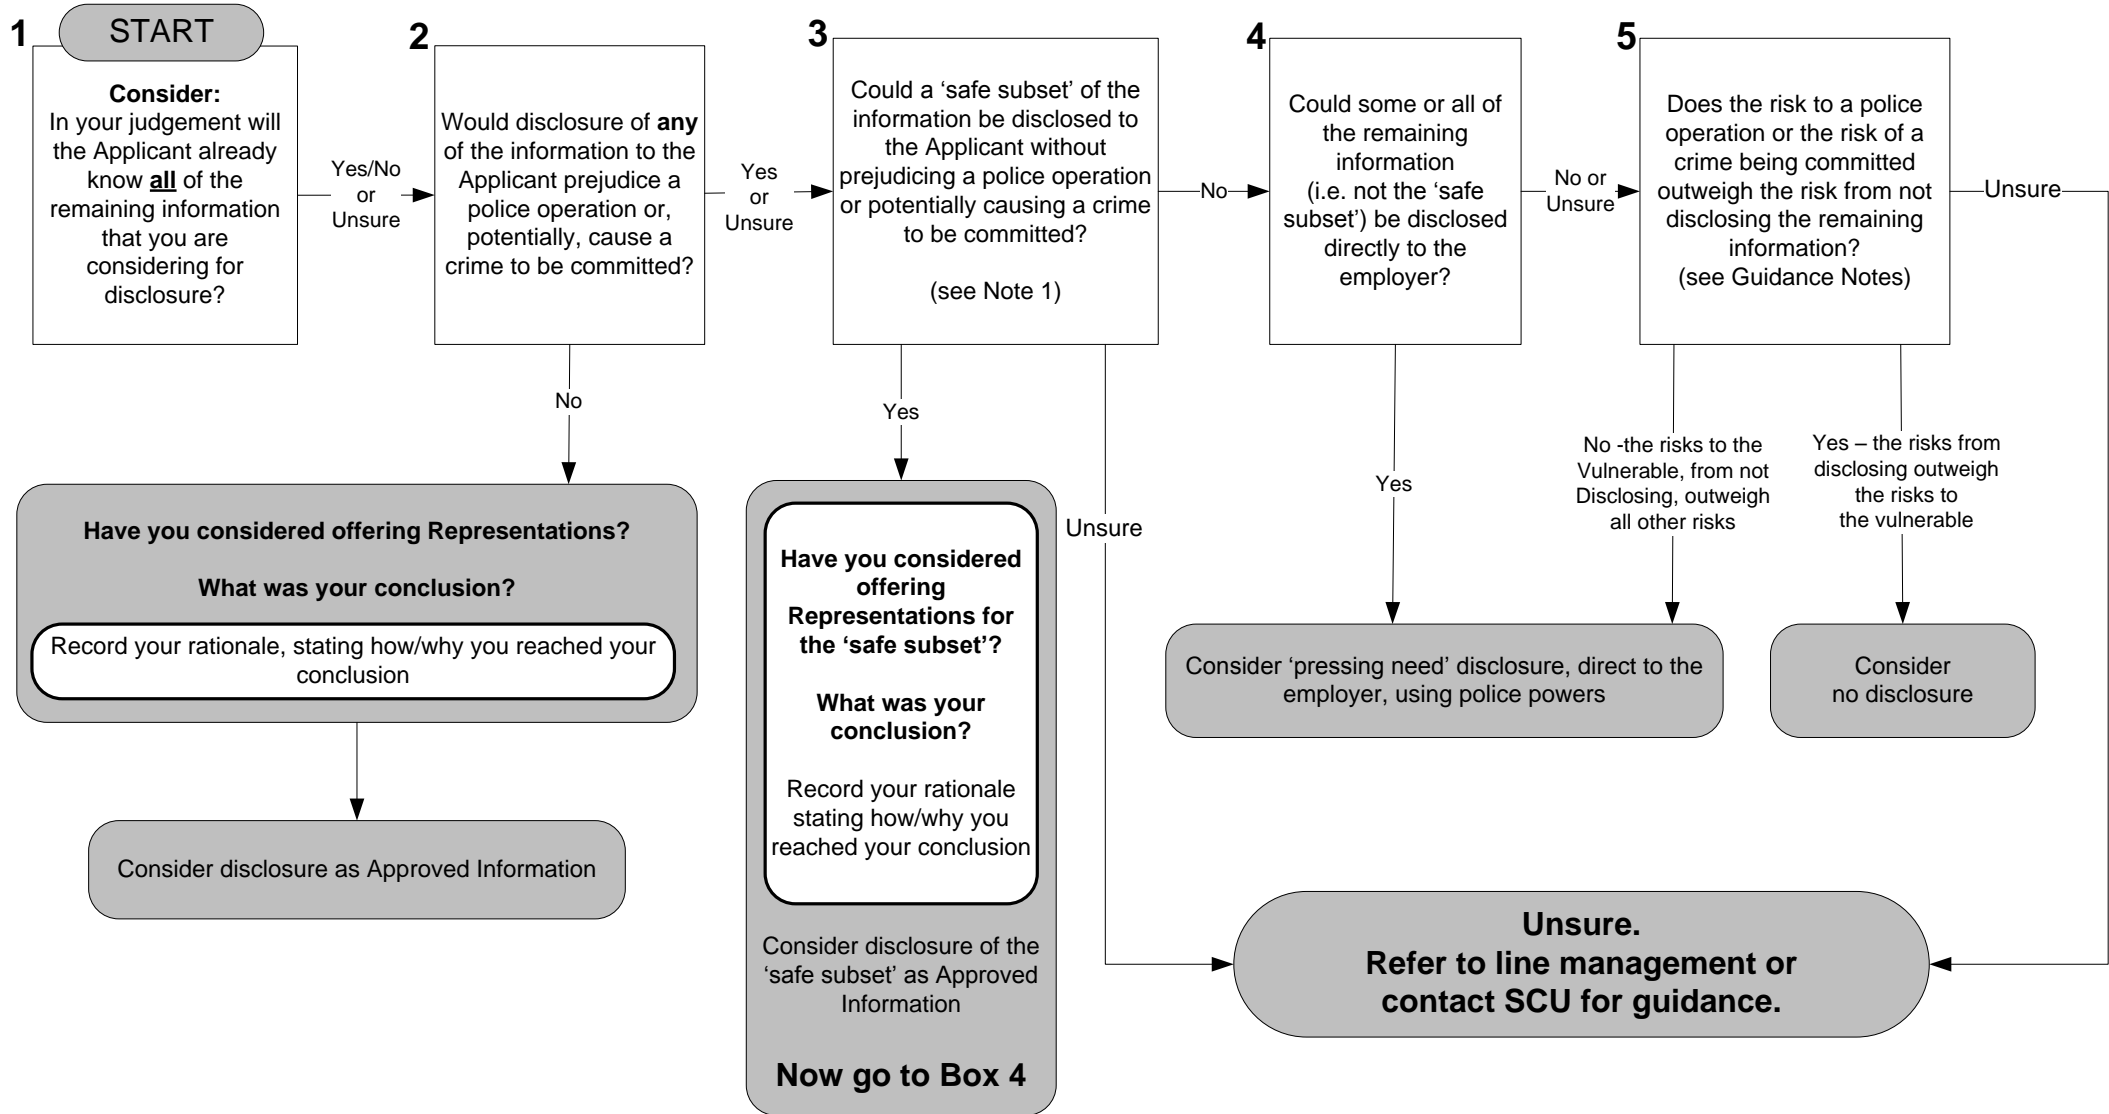 1
START
Consider:
In your judgement will
the Applicant already
know all of the
remaining information
that you are
considering for
disclosure?
Yes/No
or
Unsure
2
Would disclosure of any
of the information to the
Applicant prejudice a
police operation or,
potentially, cause a
crime to be committed?
Yes
or
Unsure
3
Could a ‘safe subset’ of the
information be disclosed to
the Applicant without
prejudicing a police operation
or potentially causing a crime
to be committed?
(see Note 1)
No
4
Could some or all of
the remaining
information
(i.e. not the ‘safe
subset’) be disclosed
directly to the
employer?
No or
Unsure
5
Does the risk to a police
operation or the risk of a
crime being committed
outweigh the risk from not
disclosing the remaining
information?
(see Guidance Notes)
Unsure
No
Have you considered offering Representations?
What was your conclusion?
Record your rationale, stating how/why you reached your
conclusion
Consider disclosure as Approved Information
Yes
Have you considered
offering
Representations for
the ‘safe subset’?
What was your
conclusion?
Record your rationale
stating how/why you
reached your conclusion
Consider disclosure of the
‘safe subset’ as Approved
Information
Now go to Box 4
Unsure
Yes
No -the risks to the
Vulnerable, from not
Disclosing, outweigh
all other risks
Yes – the risks from
disclosing outweigh
the risks to
the vulnerable
Consider ‘pressing need’ disclosure, direct to the
employer, using police powers
Consider
no disclosure
Unsure.
Refer to line management or
contact SCU for guidance.